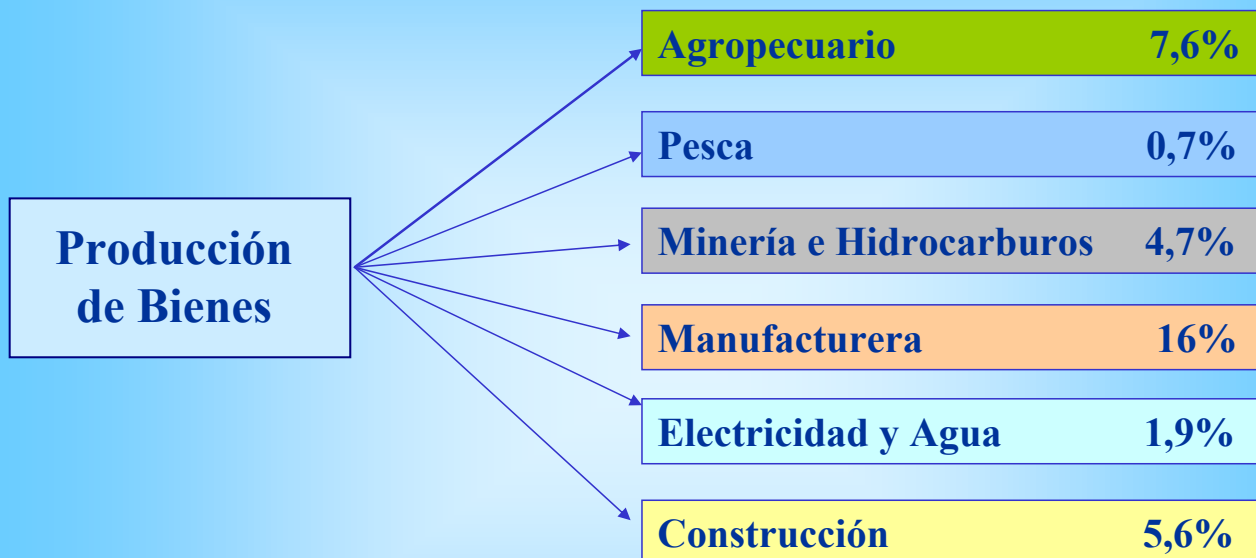 Producción
de Bienes
Agropecuario 7,6%
Pesca 0,7%
Minería e Hidrocarburos 4,7%
Manufacturera 16%
Electricidad y Agua 1,9%
Construcción 5,6%